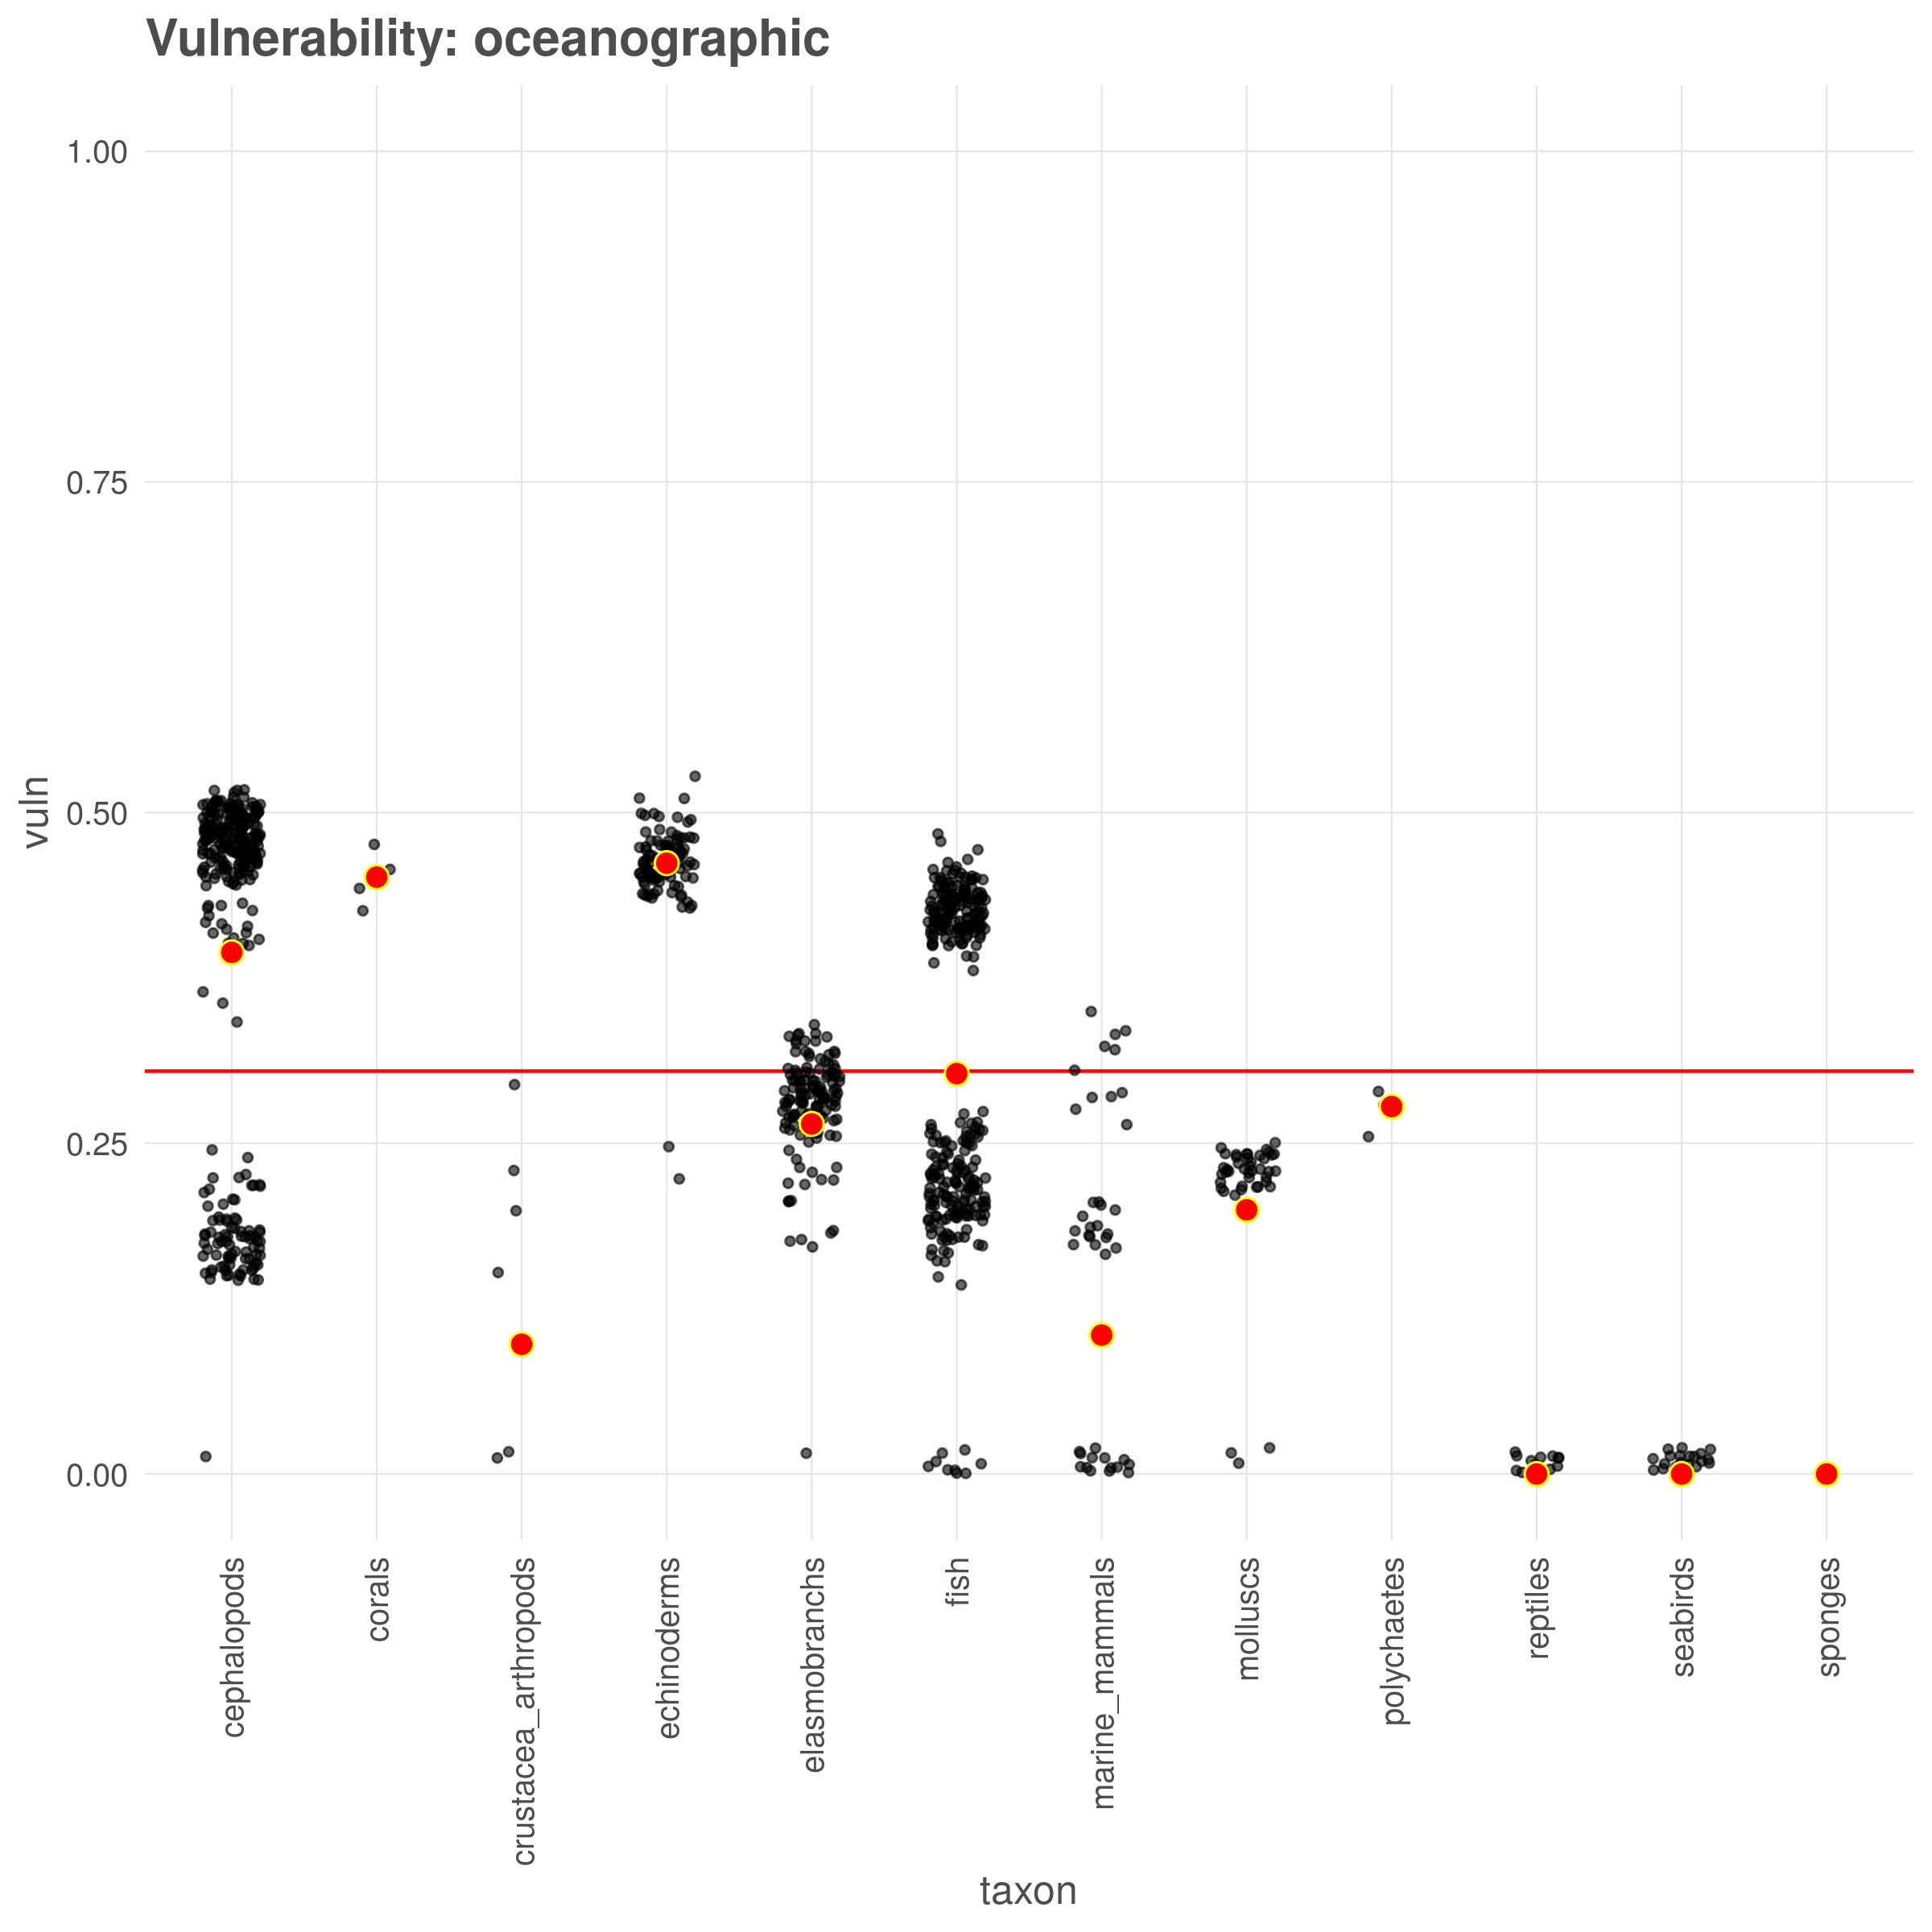 Vulnerability: oceanographic
vuln
1.00
0.75
0.50
0.25
0.00
cephalopods
corals
crustacea_arthropods
echinoderms
elasmobranchs
fish
marine_mammals
molluscs
polychaetes
reptiles
seabirds
sponges
taxon